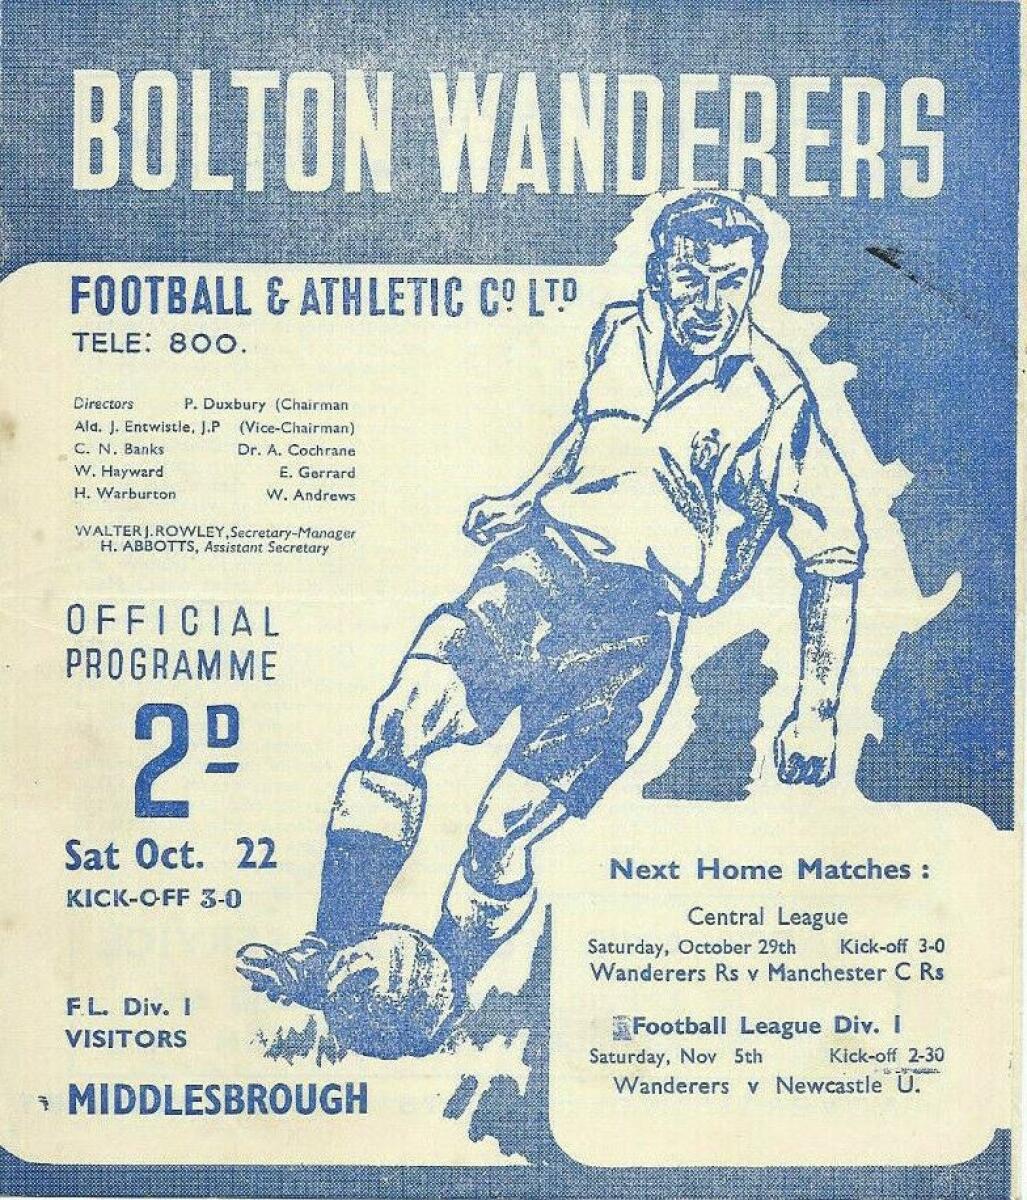 BOLTON WANDERERS
FOOTBALL & ATHLETIC CO LTD
TELE: 800.
Directors P. Duxbury (Chairman
Ald. J. Entwistle, J.P (Vice-Chairman)
C. N. Banks Dr. A. Cochrane
W. Hayward E. Gerrard
H. Warburton W. Andrews
WALTER J. ROWLEY, Secretary-Manager
H. ABBOTTS, Assistant Secretary
OFFICIAL
PROGRAMME
2D
Sat Oct. 22
KICK-OFF 3-0
F.L. Div. I
VISITORS
MIDDLESBROUGH
Next Home Matches :
Central League
Saturday, October 29th Kick-off 3-0
Wanderers Rs v Manchester C Rs
Football League Div. I
Saturday, Nov 5th Kick-off 2-30
Wanderers v Newcastle U.